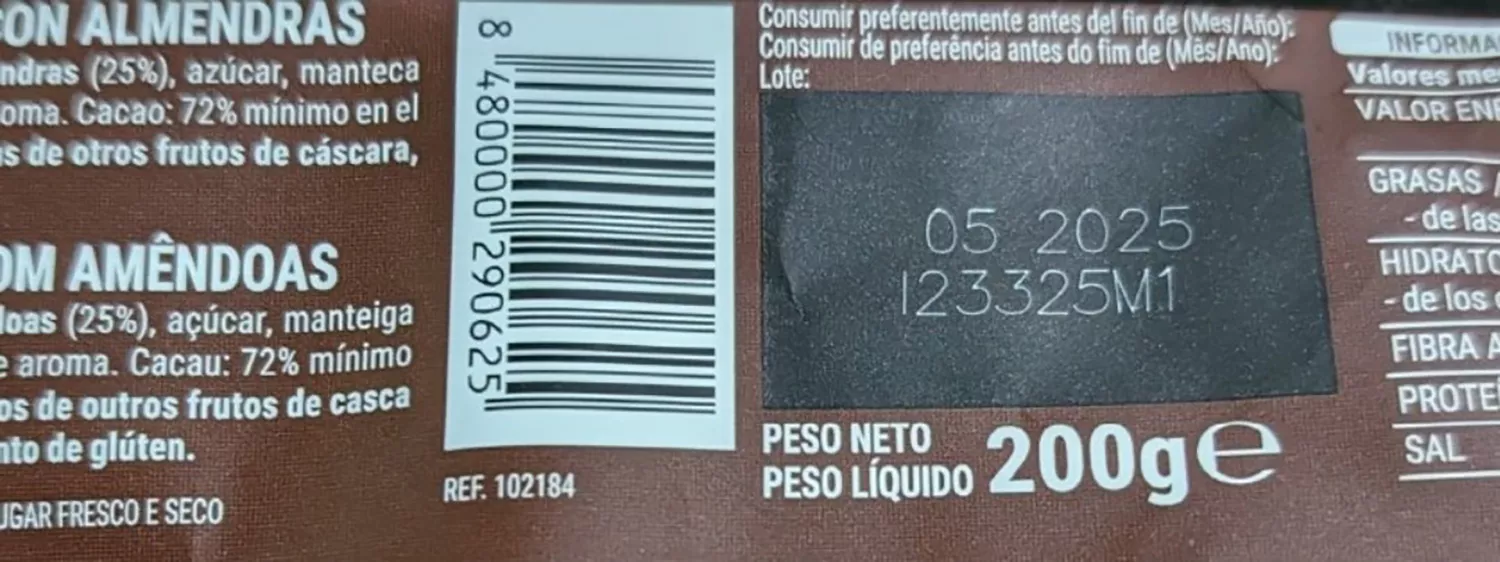 CON ALMENDRAS
ndras (25%), azúcar, manteca
oma. Cacao: 72% mínimo en el
s de otros frutos de cáscara,
OM AMÊNDOAS
doas (25%), açúcar, manteiga
e aroma. Cacau: 72% mínimo
os de outros frutos de casca
nto de glúten.
UGAR FRESCO E SECO
8 480000 290625
REF. 102184
Consumir preferentemente antes del fin de (Mes/Año):
Consumir de preferência antes do fim de (Mês/Ano):
Lote:
05 2025
I23325M1
PESO NETO
PESO LÍQUIDO 200g e
INFORMA
Valores me
VALOR ENE
GRASAS
- de las
HIDRATO
- de los
FIBRA A
PROTEÍ
SAL